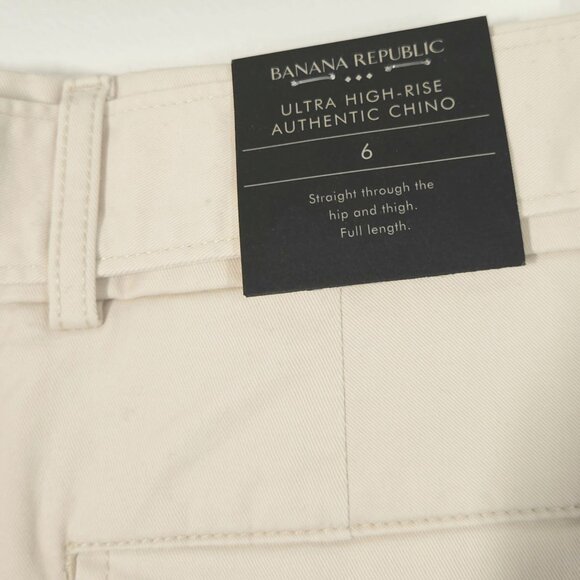 BANANA REPUBLIC
ULTRA HIGH-RISE
AUTHENTIC CHINO
6
Straight through the
hip and thigh.
Full length.